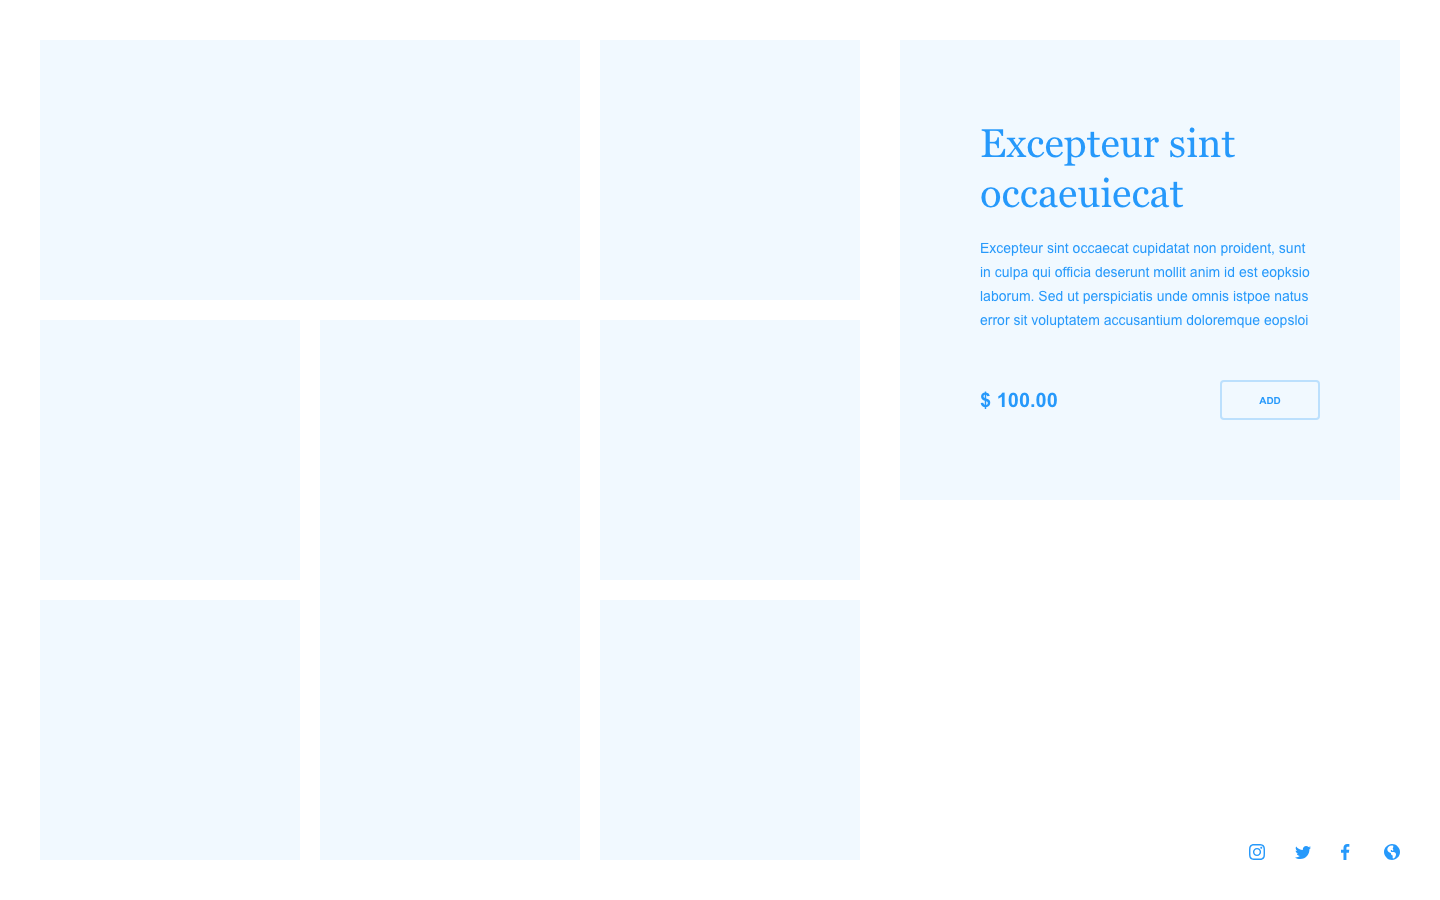 Excepteur sint
occaeuiecat
Excepteur sint occaecat cupidatat non proident, sunt
in culpa qui officia deserunt mollit anim id est eopksio
laborum. Sed ut perspiciatis unde omnis istpoe natus
error sit voluptatem accusantium doloremque eopsloi
$ 100.00
ADD